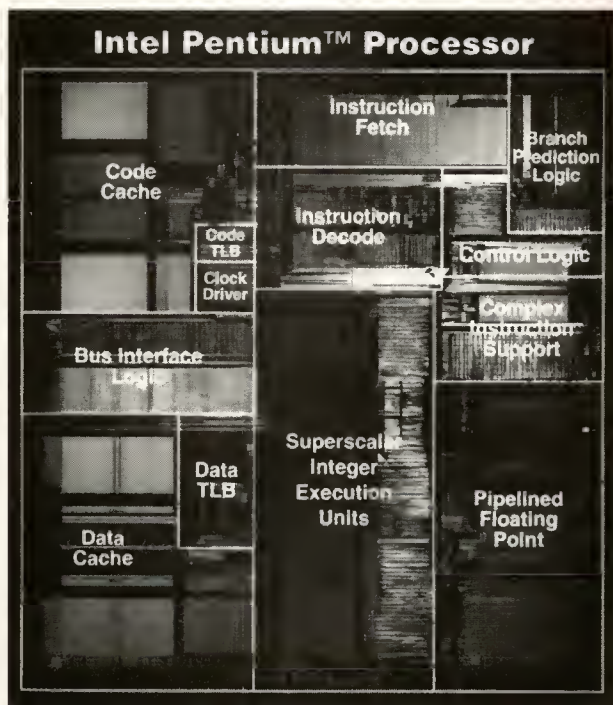 Intel Pentium™ Processor
Code
Cache
Instruction
Fetch
Branch
Prediction
Logic
Code
TLB
Clock
Driver
Instruction
Decode
Control Logic
Complex
Instruction
Support
Bus Interface
Logic
Data
TLB
Data
Cache
Superscalar
Integer
Execution
Units
Pipelined
Floating
Point